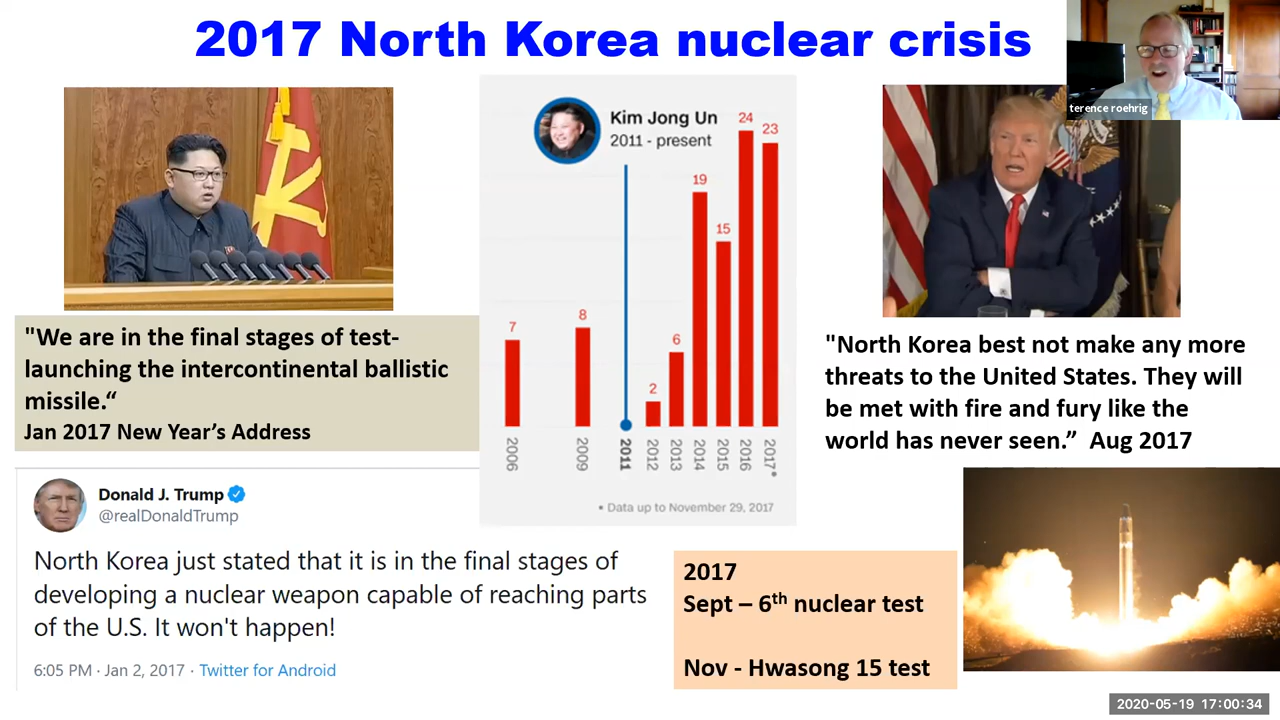 2017 North Korea nuclear crisis
terence roehrig
"We are in the final stages of test-
launching the intercontinental ballistic
missile.“
Jan 2017 New Year’s Address
Kim Jong Un
2011 - present
7
8
2
6
19
15
24
23
2006
2009
2011
2012
2013
2014
2015
2016
2017*
* Data up to November 29, 2017
"North Korea best not make any more
threats to the United States. They will
be met with fire and fury like the
world has never seen.” Aug 2017
Donald J. Trump
@realDonaldTrump
North Korea just stated that it is in the final stages of
developing a nuclear weapon capable of reaching parts
of the U.S. It won't happen!
6:05 PM · Jan 2, 2017 · Twitter for Android
2017
Sept – 6th nuclear test
Nov - Hwasong 15 test
2020-05-19 17:00:34